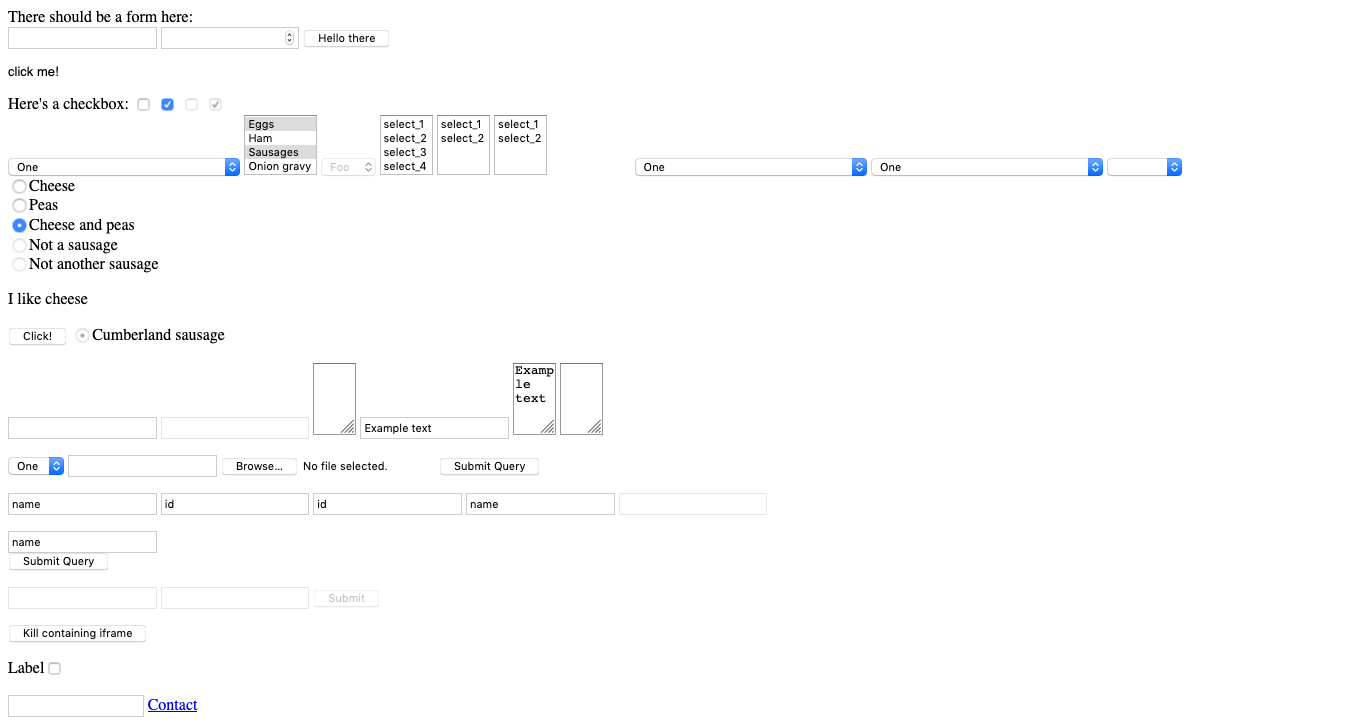 There should be a form here:
Hello there
click me!
Here's a checkbox:
One
Eggs
Ham
Sausages
Onion gravy
Foo
select_1
select_2
select_3
select_4
select_1
select_2
select_1
select_2
One
One
Cheese
Peas
Cheese and peas
Not a sausage
Not another sausage
I like cheese
Click! Cumberland sausage
Example text
Examp
le
text
One Browse... No file selected. Submit Query
name id id name
name
Submit Query
Submit
Kill containing iframe
Label
Contact